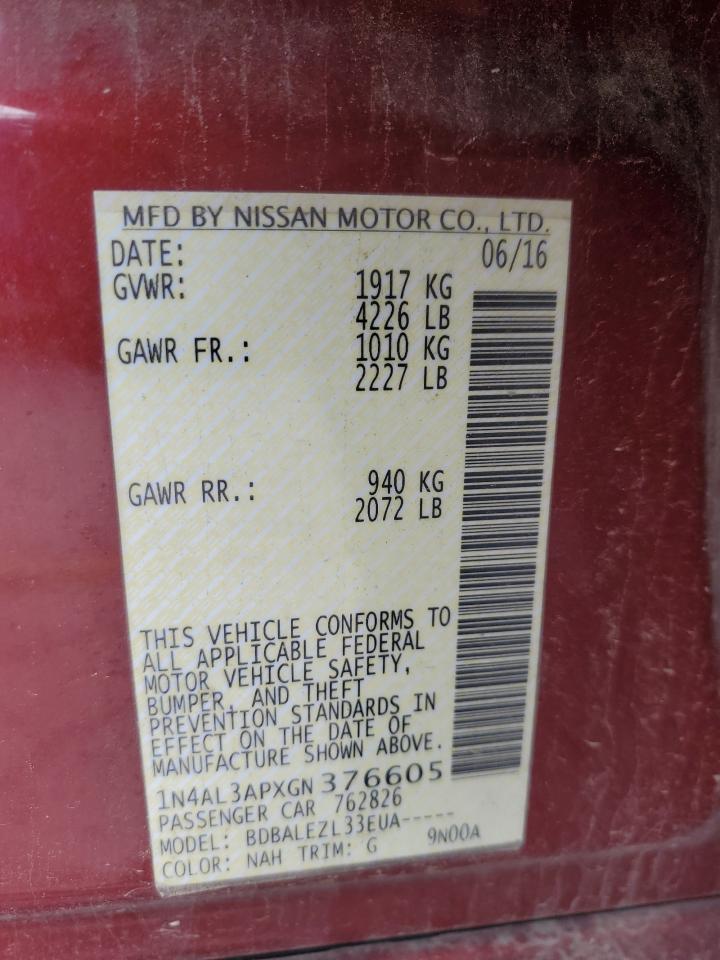 MFD BY NISSAN MOTOR CO., LTD.
DATE: 06/16
GVWR: 1917 KG
4226 LB
GAWR FR.: 1010 KG
2227 LB
GAWR RR.: 940 KG
2072 LB
THIS VEHICLE CONFORMS TO
ALL APPLICABLE FEDERAL
MOTOR VEHICLE SAFETY,
BUMPER, AND THEFT
PREVENTION STANDARDS IN
EFFECT ON THE DATE OF
MANUFACTURE SHOWN ABOVE.
1N4AL3APXGN376605
PASSENGER CAR 762826
MODEL: BDBALEZL33EUA-----
COLOR: NAH TRIM: G 9N00A